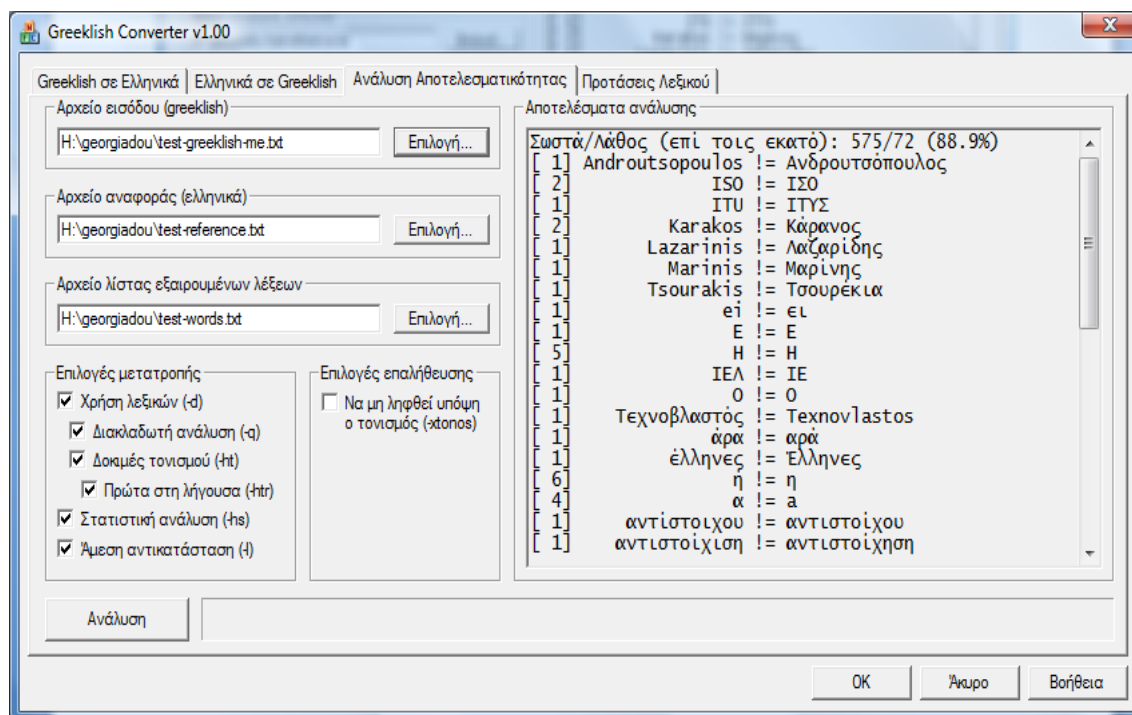 Greeklish Converter v1.00
Greeklish σε Ελληνικά
Ελληνικά σε Greeklish
Ανάλυση Αποτελεσματικότητας
Προτάσεις Λεξικού
Αρχείο εισόδου (greeklish)
H:\georgiadou\test-greeklish-me.txt
Επιλογή...
Αρχείο αναφοράς (ελληνικά)
H:\georgiadou\test-reference.txt
Επιλογή...
Αρχείο λίστας εξαιρουμένων λέξεων
H:\georgiadou\test-words.txt
Επιλογή...
Επιλογές μετατροπής
Χρήση λεξικών (-d)
Διακλαδωτή ανάλυση (-q)
Δοκιμές τονισμού (-ht)
Πρώτα στη λήγουσα (-htr)
Στατιστική ανάλυση (-hs)
Άμεση αντικατάσταση (-l)
Επιλογές επαλήθευσης
Να μη ληφθεί υπόψη
ο τονισμός (-xtonos)
Αποτελέσματα ανάλυσης
Σωστά/Λάθος (επί τοις εκατό): 575/72 (88.9%)
[ 1] Androutsopoulos != Ανδρουτσόπουλος
[ 2] ISO != ΙΣΟ
[ 1] ITU != ΙΤΥΣ
[ 2] Karakos != Κάρανος
[ 1] Lazarinis != Λαζαρίδης
[ 1] Marinis != Μαρίνης
[ 1] Tsourakis != Τσουρέκια
[ 1] ei != ει
[ 1] Ε != E
[ 5] Η != H
[ 1] ΙΕΛ != ΙΕ
[ 1] Ο != O
[ 1] Τεχνοβλαστός != Texnovlastos
[ 1] άρα != αρά
[ 1] έλληνες != Έλληνες
[ 6] ή != η
[ 4] α != a
[ 1] αντίστοιχου != αντιστοίχου
[ 1] αντιστοίχιση != αντιστοίχηση
Ανάλυση
OK
Άκυρο
Βοήθεια